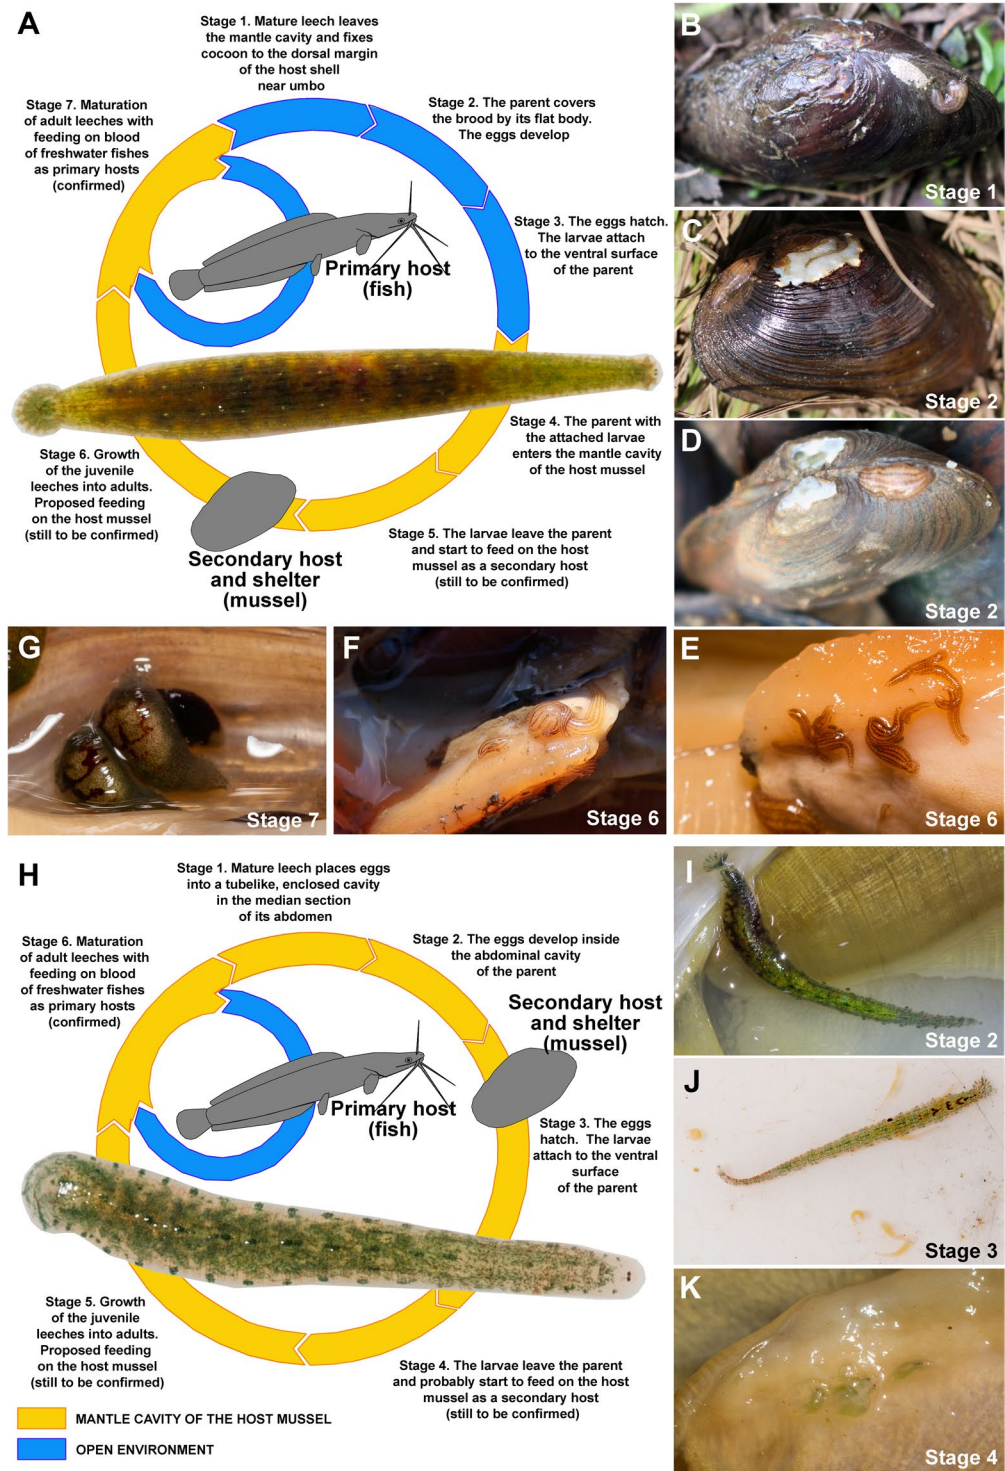 A
Stage 1. Mature leech leaves
the mantle cavity and fixes
cocoon to the dorsal margin
of the host shell
near umbo
Stage 2. The parent covers
the brood by its flat body.
The eggs develop
Stage 3. The eggs hatch.
The larvae attach
to the ventral surface
of the parent
Stage 4. The parent with
the attached larvae
enters the mantle cavity
of the host mussel
Stage 5. The larvae leave the parent
and start to feed on the host
mussel as a secondary host
(still to be confirmed)
Stage 6. Growth
of the juvenile
leeches into adults.
Proposed feeding
on the host mussel
(still to be confirmed)
Stage 7. Maturation
of adult leeches with
feeding on blood
of freshwater fishes
as primary hosts
(confirmed)
Primary host
(fish)
Secondary host
and shelter
(mussel)
B
Stage 1
C
Stage 2
D
Stage 2
G
Stage 7
F
Stage 6
E
Stage 6
H
Stage 1. Mature leech places eggs
into a tubelike, enclosed cavity
in the median section
of its abdomen
Stage 2. The eggs develop inside
the abdominal cavity
of the parent
Secondary host
and shelter
(mussel)
Stage 3. The eggs
hatch. The larvae
attach to the ventral
surface
of the parent
Stage 4. The larvae leave the parent
and probably start to feed on the host
mussel as a secondary host
(still to be confirmed)
Stage 5. Growth
of the juvenile
leeches into adults.
Proposed feeding
on the host mussel
(still to be confirmed)
Stage 6. Maturation
of adult leeches with
feeding on blood
of freshwater fishes
as primary hosts
(confirmed)
Primary host
(fish)
MANTLE CAVITY OF THE HOST MUSSEL
OPEN ENVIRONMENT
I
Stage 2
J
Stage 3
K
Stage 4